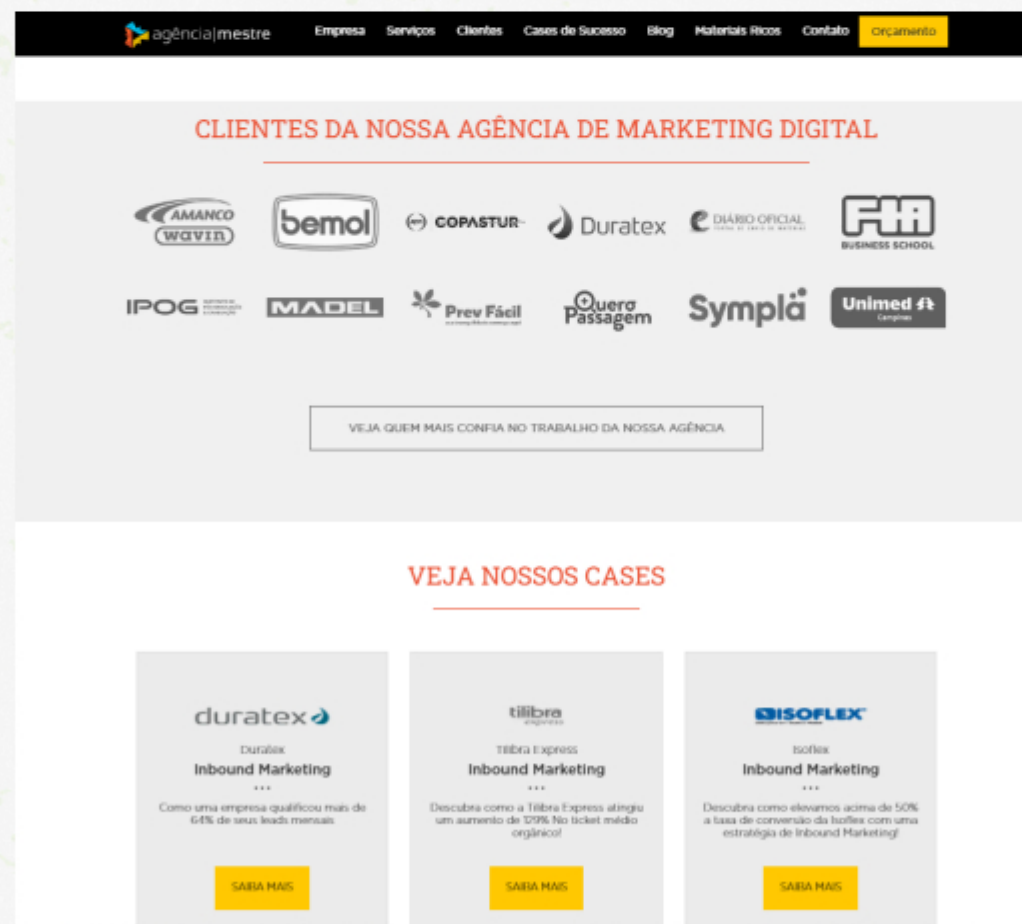 agência|mestre Empresa Serviços Clientes Cases de Sucesso Blog Materiais Ricos Contato Orçamento
CLIENTES DA NOSSA AGÊNCIA DE MARKETING DIGITAL
AMANCO
wavin
bemol
COPASTUR
Duratex
DIÁRIO OFICIAL
FIA
BUSINESS SCHOOL
IPOG
MADEL
Prev Fácil
Quero
Passagem
Sympla
Unimed
Campinas
VEJA QUEM MAIS CONFIA NO TRABALHO DA NOSSA AGÊNCIA
VEJA NOSSOS CASES
duratex
Duratex
Inbound Marketing
Como uma empresa qualificou mais de
64% de seus leads mensais
SAIBA MAIS
tilibra
express
Tilibra Express
Inbound Marketing
Descubra como a Tilibra Express atingiu
um aumento de 129% No ticket médio
orgânico!
SAIBA MAIS
ISOFLEX
Isoflex
Inbound Marketing
Descubra como elevamos acima de 50%
a taxa de conversão da Isoflex com uma
estratégia de Inbound Marketing!
SAIBA MAIS